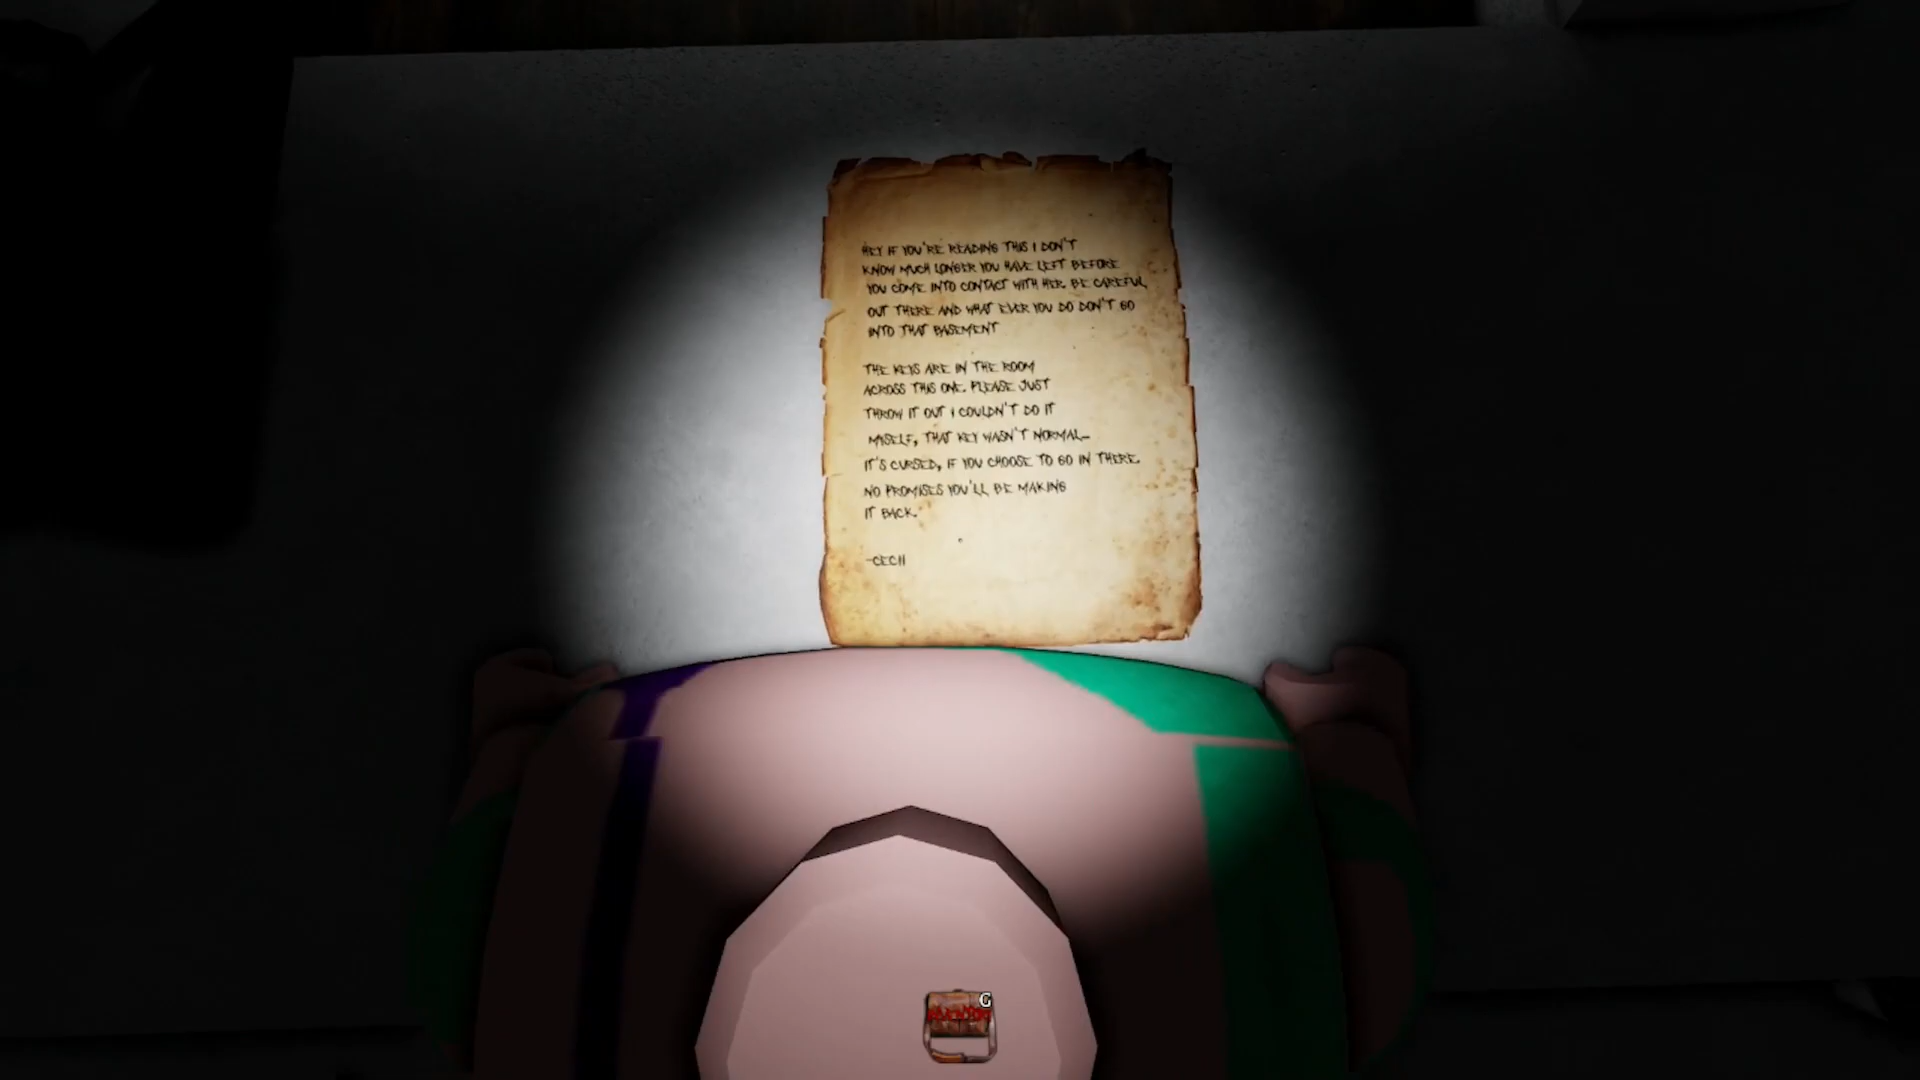 HEY IF YOU'RE READING THIS I DON'T
KNOW MUCH LONGER YOU HAVE LEFT BEFORE
YOU COME INTO CONTACT WITH HER. BE CAREFUL
OUT THERE AND WHAT EVER YOU DO DON'T GO
INTO THAT BASEMENT
THE KEYS ARE IN THE ROOM
ACROSS THIS ONE. PLEASE JUST
THROW IT OUT I COULDN'T DO IT
MYSELF, THAT KEY WASN'T NORMAL-
IT'S CURSED, IF YOU CHOOSE TO GO IN THERE.
NO PROMISES YOU'LL BE MAKING
IT BACK.
G